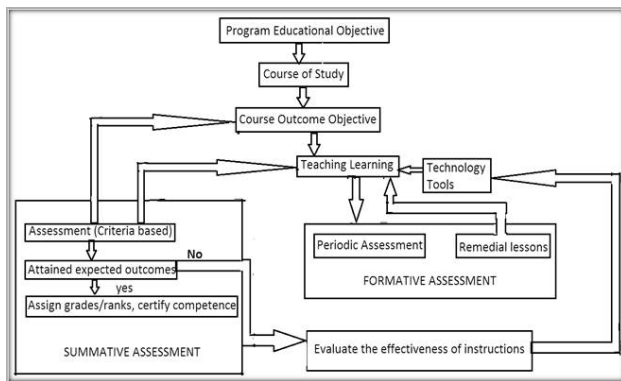 Program Educational Objective
Course of Study
Course Outcome Objective
Teaching Learning
Technology
Tools
Assessment (Criteria based)
Periodic Assessment
Remedial lessons
No
Attained expected outcomes
FORMATIVE ASSESSMENT
yes
Assign grades/ranks, certify competence
Evaluate the effectiveness of instructions
SUMMATIVE ASSESSMENT